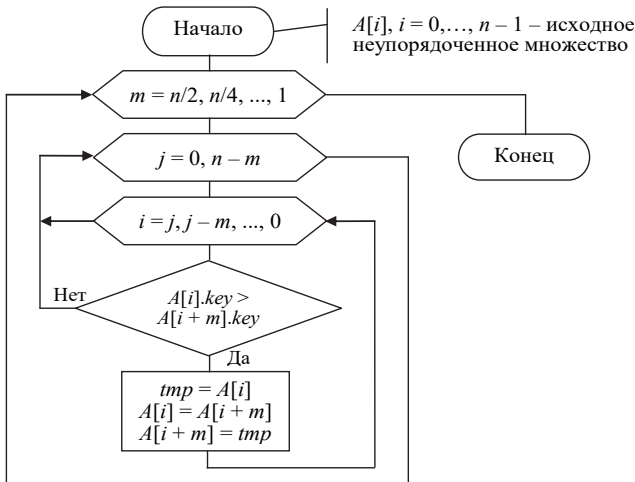 Начало
A[i], i = 0,…, n – 1 – исходное
неупорядоченное множество
m = n/2, n/4, ..., 1
j = 0, n – m
Конец
i = j, j – m, ..., 0
Нет
A[i].key >
A[i + m].key
Да
tmp = A[i]
A[i] = A[i + m]
A[i + m] = tmp